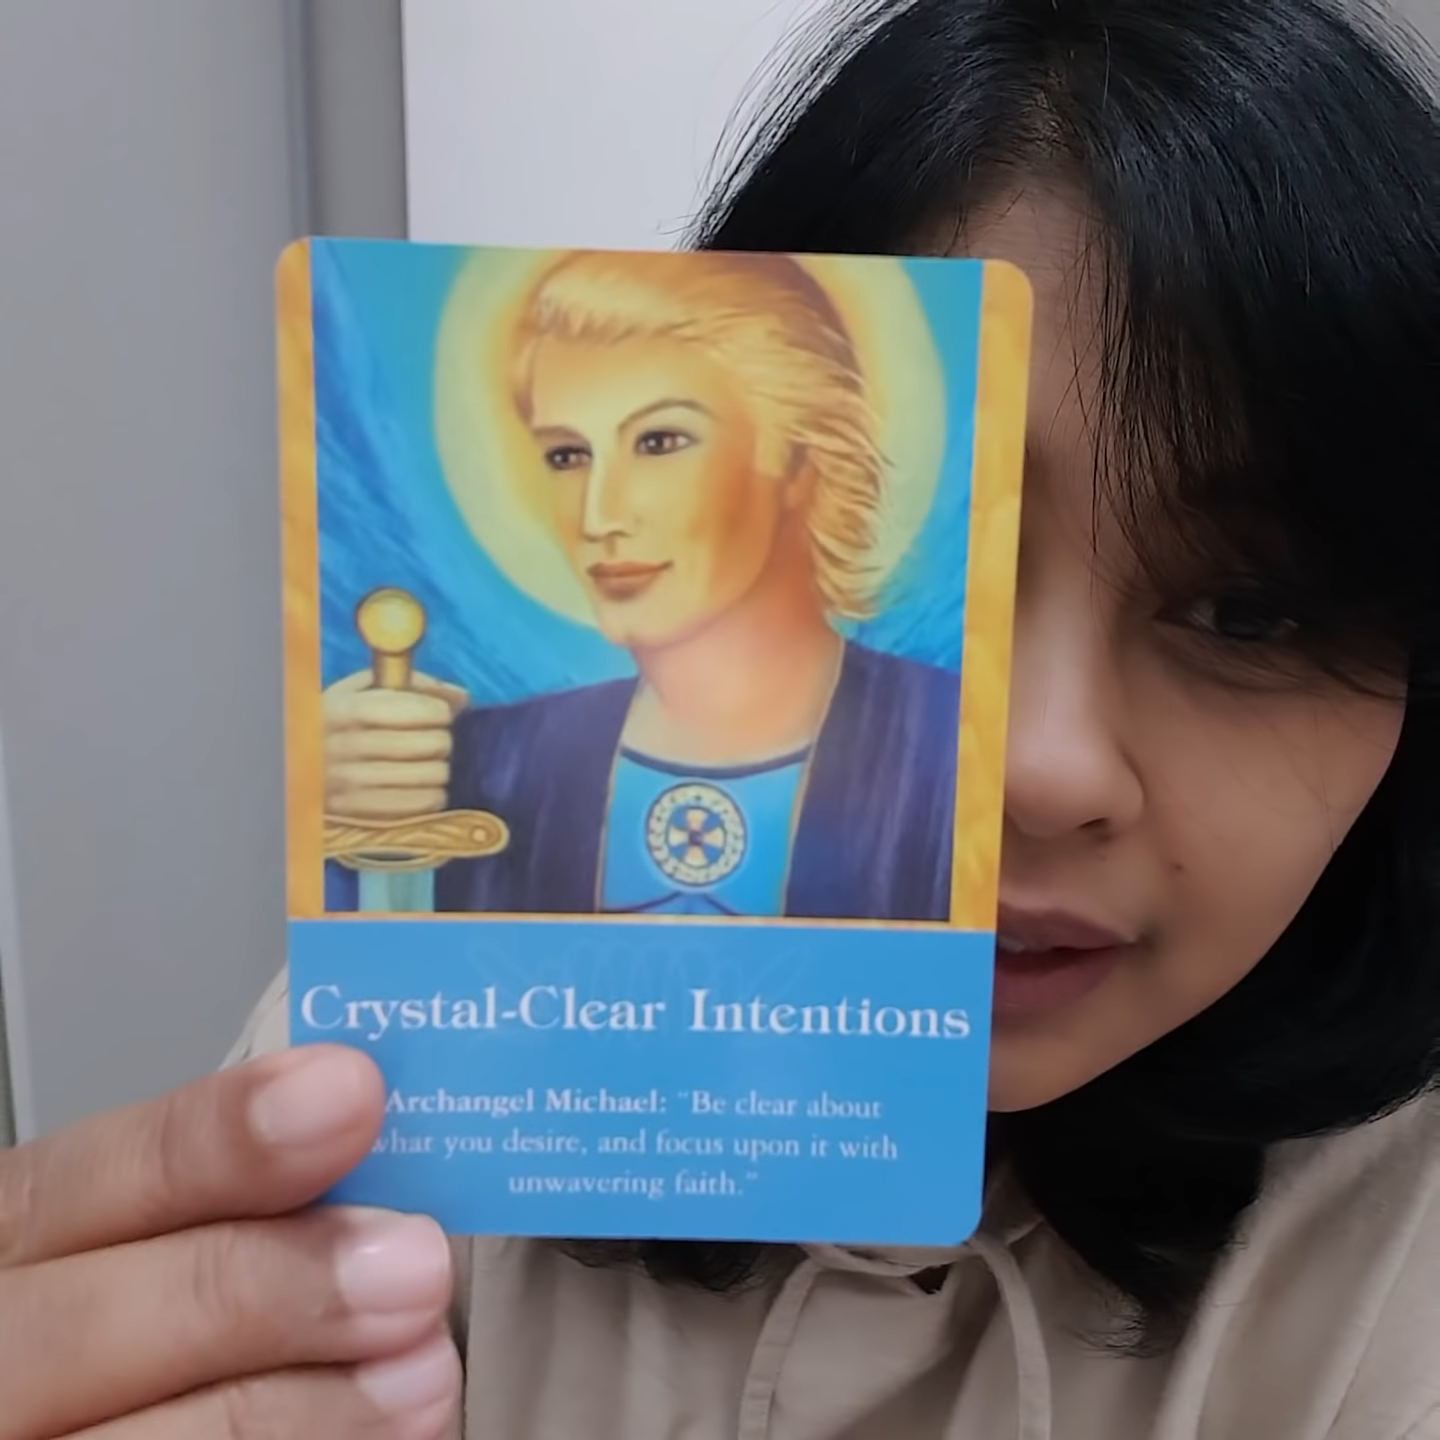 Crystal-Clear Intentions
Archangel Michael: "Be clear about
what you desire, and focus upon it with
unwavering faith."